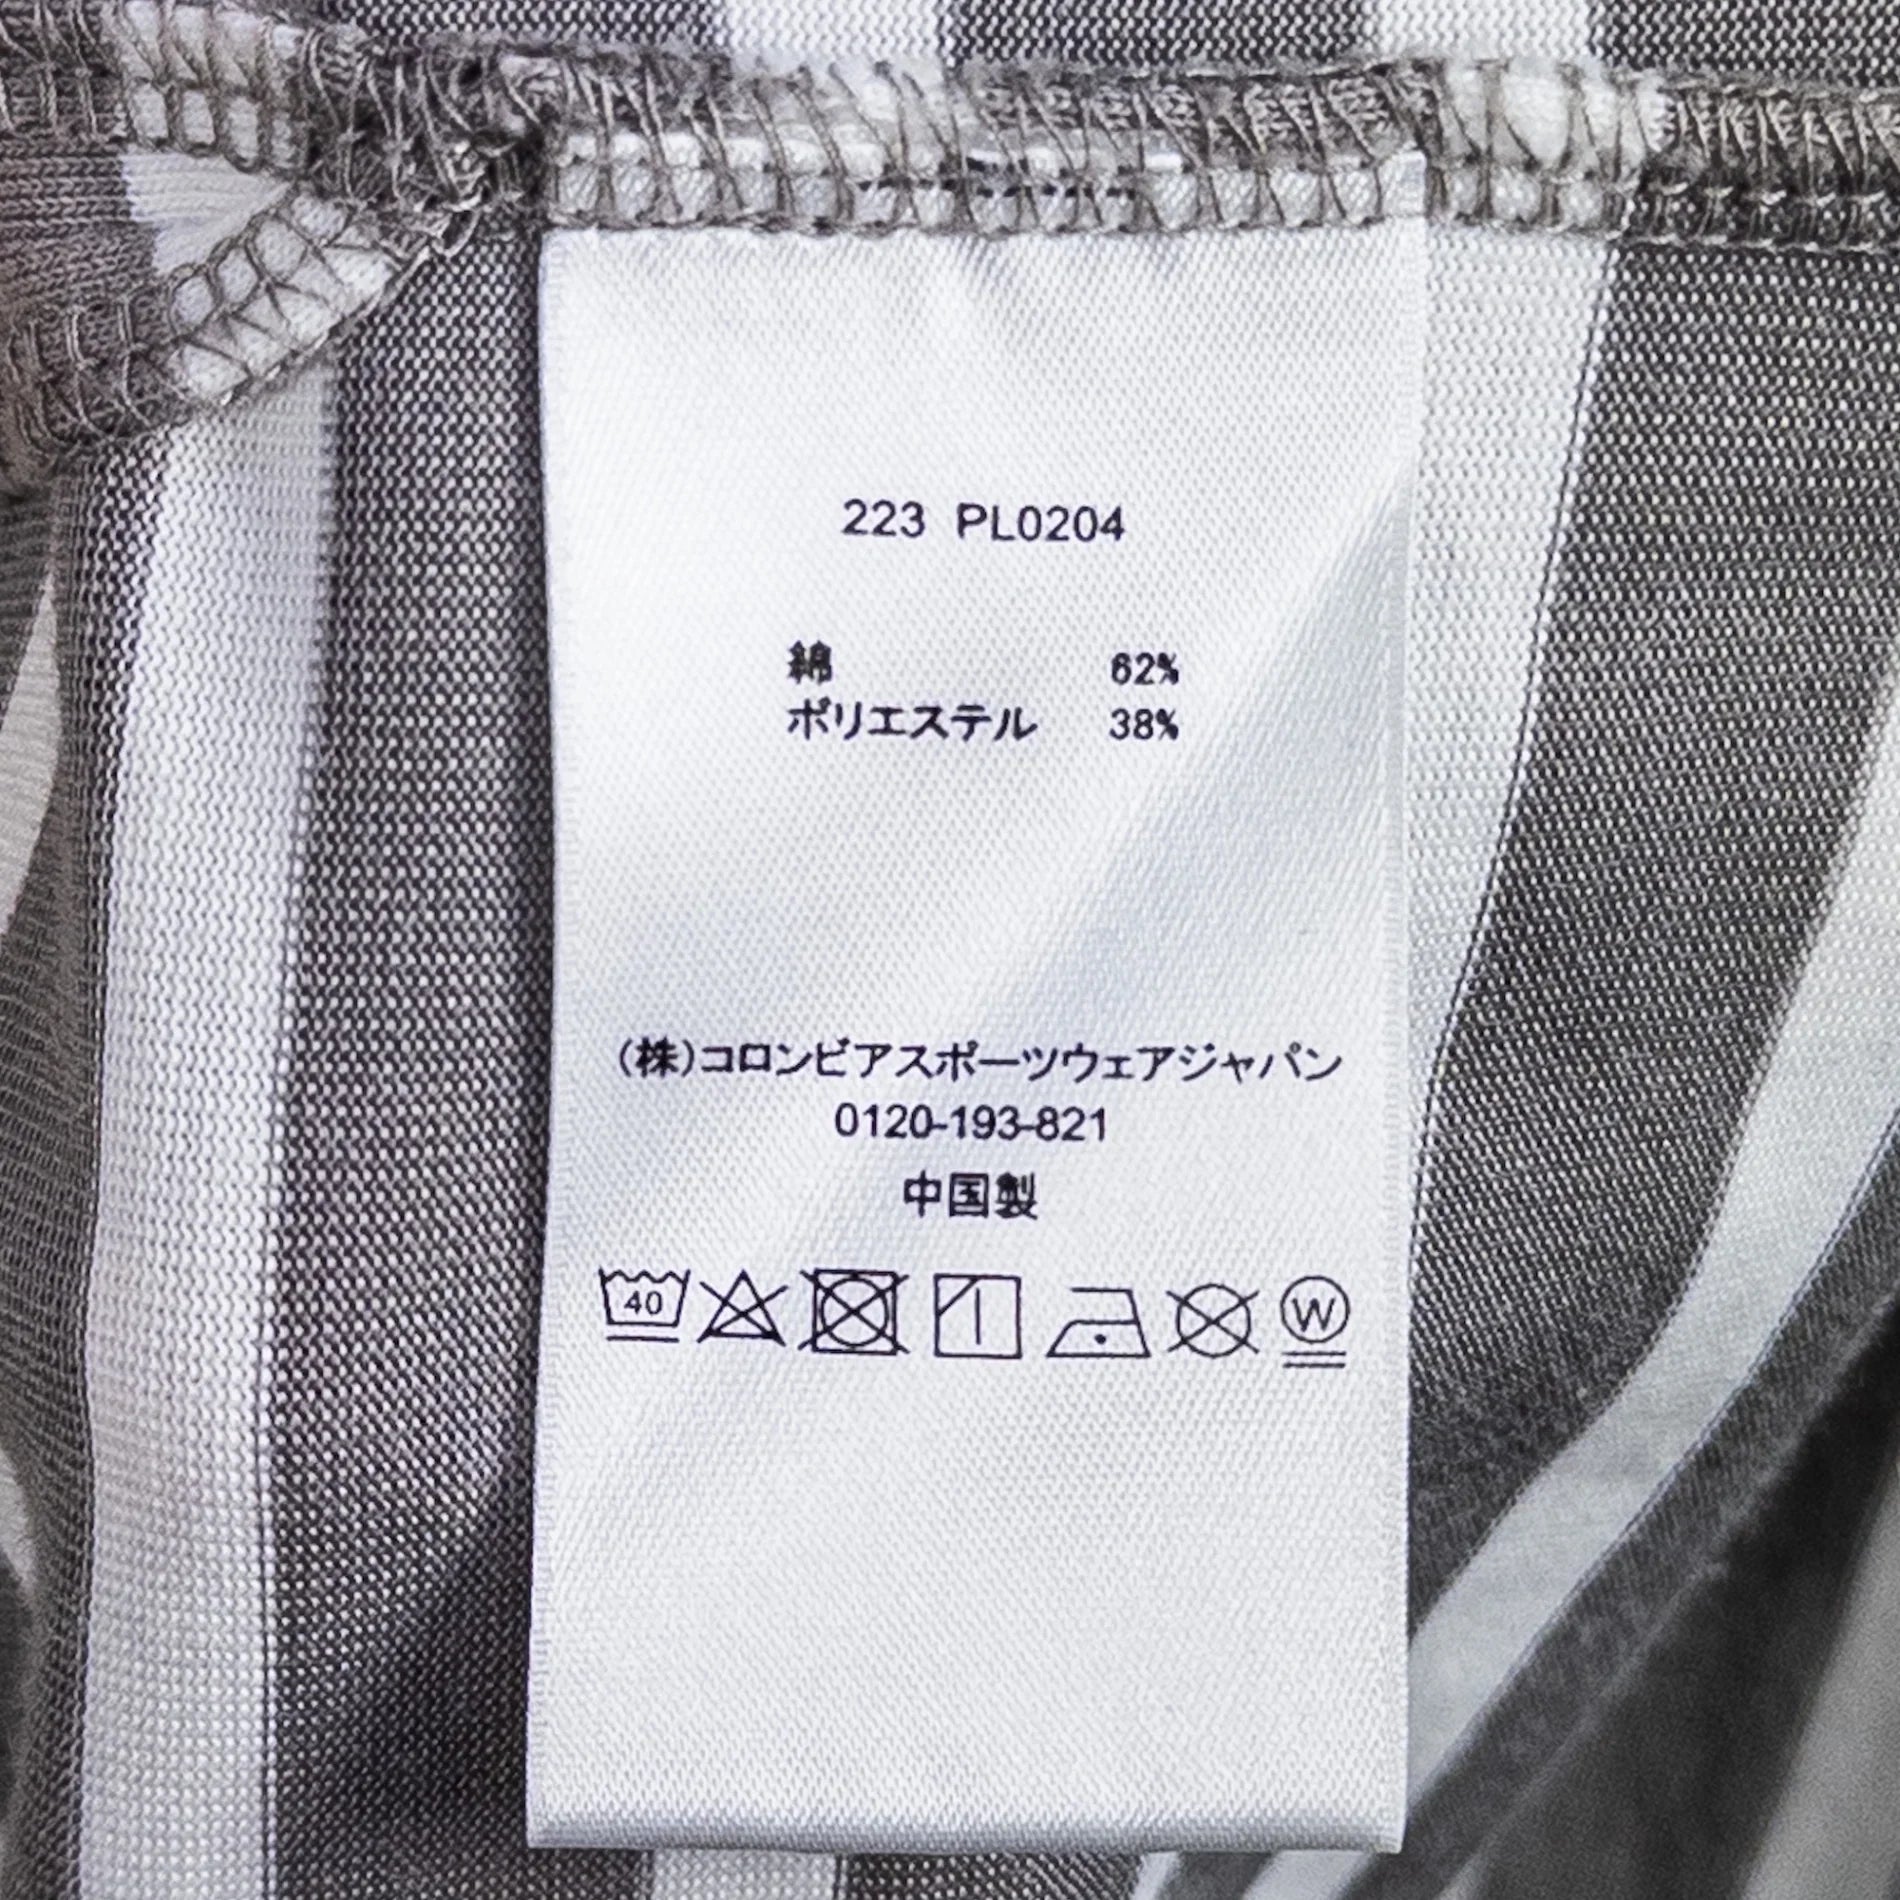 223 PL0204
綿 62%
ポリエステル 38%
(株)コロンビアスポーツウェアジャパン
0120-193-821
中国製
40 W